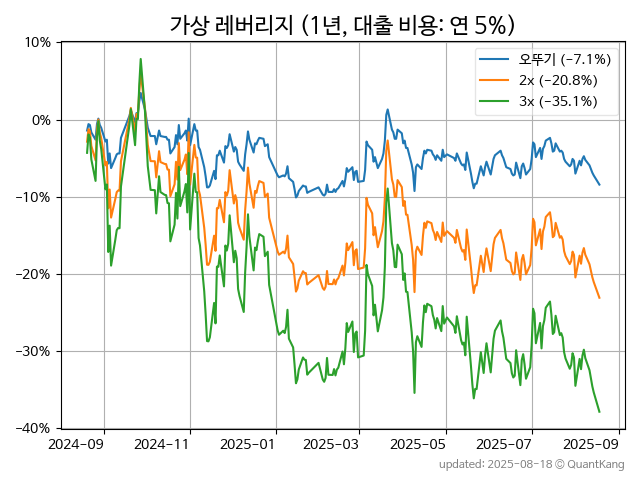 가상 레버리지 (1년, 대출 비용: 연 5%)
오뚜기 (−7.1%)
2x (−20.8%)
3x (−35.1%)
10%
0%
−10%
−20%
−30%
−40%
2024-09 2024-11 2025-01 2025-03 2025-05 2025-07 2025-09
updated: 2025-08-18 © QuantKang